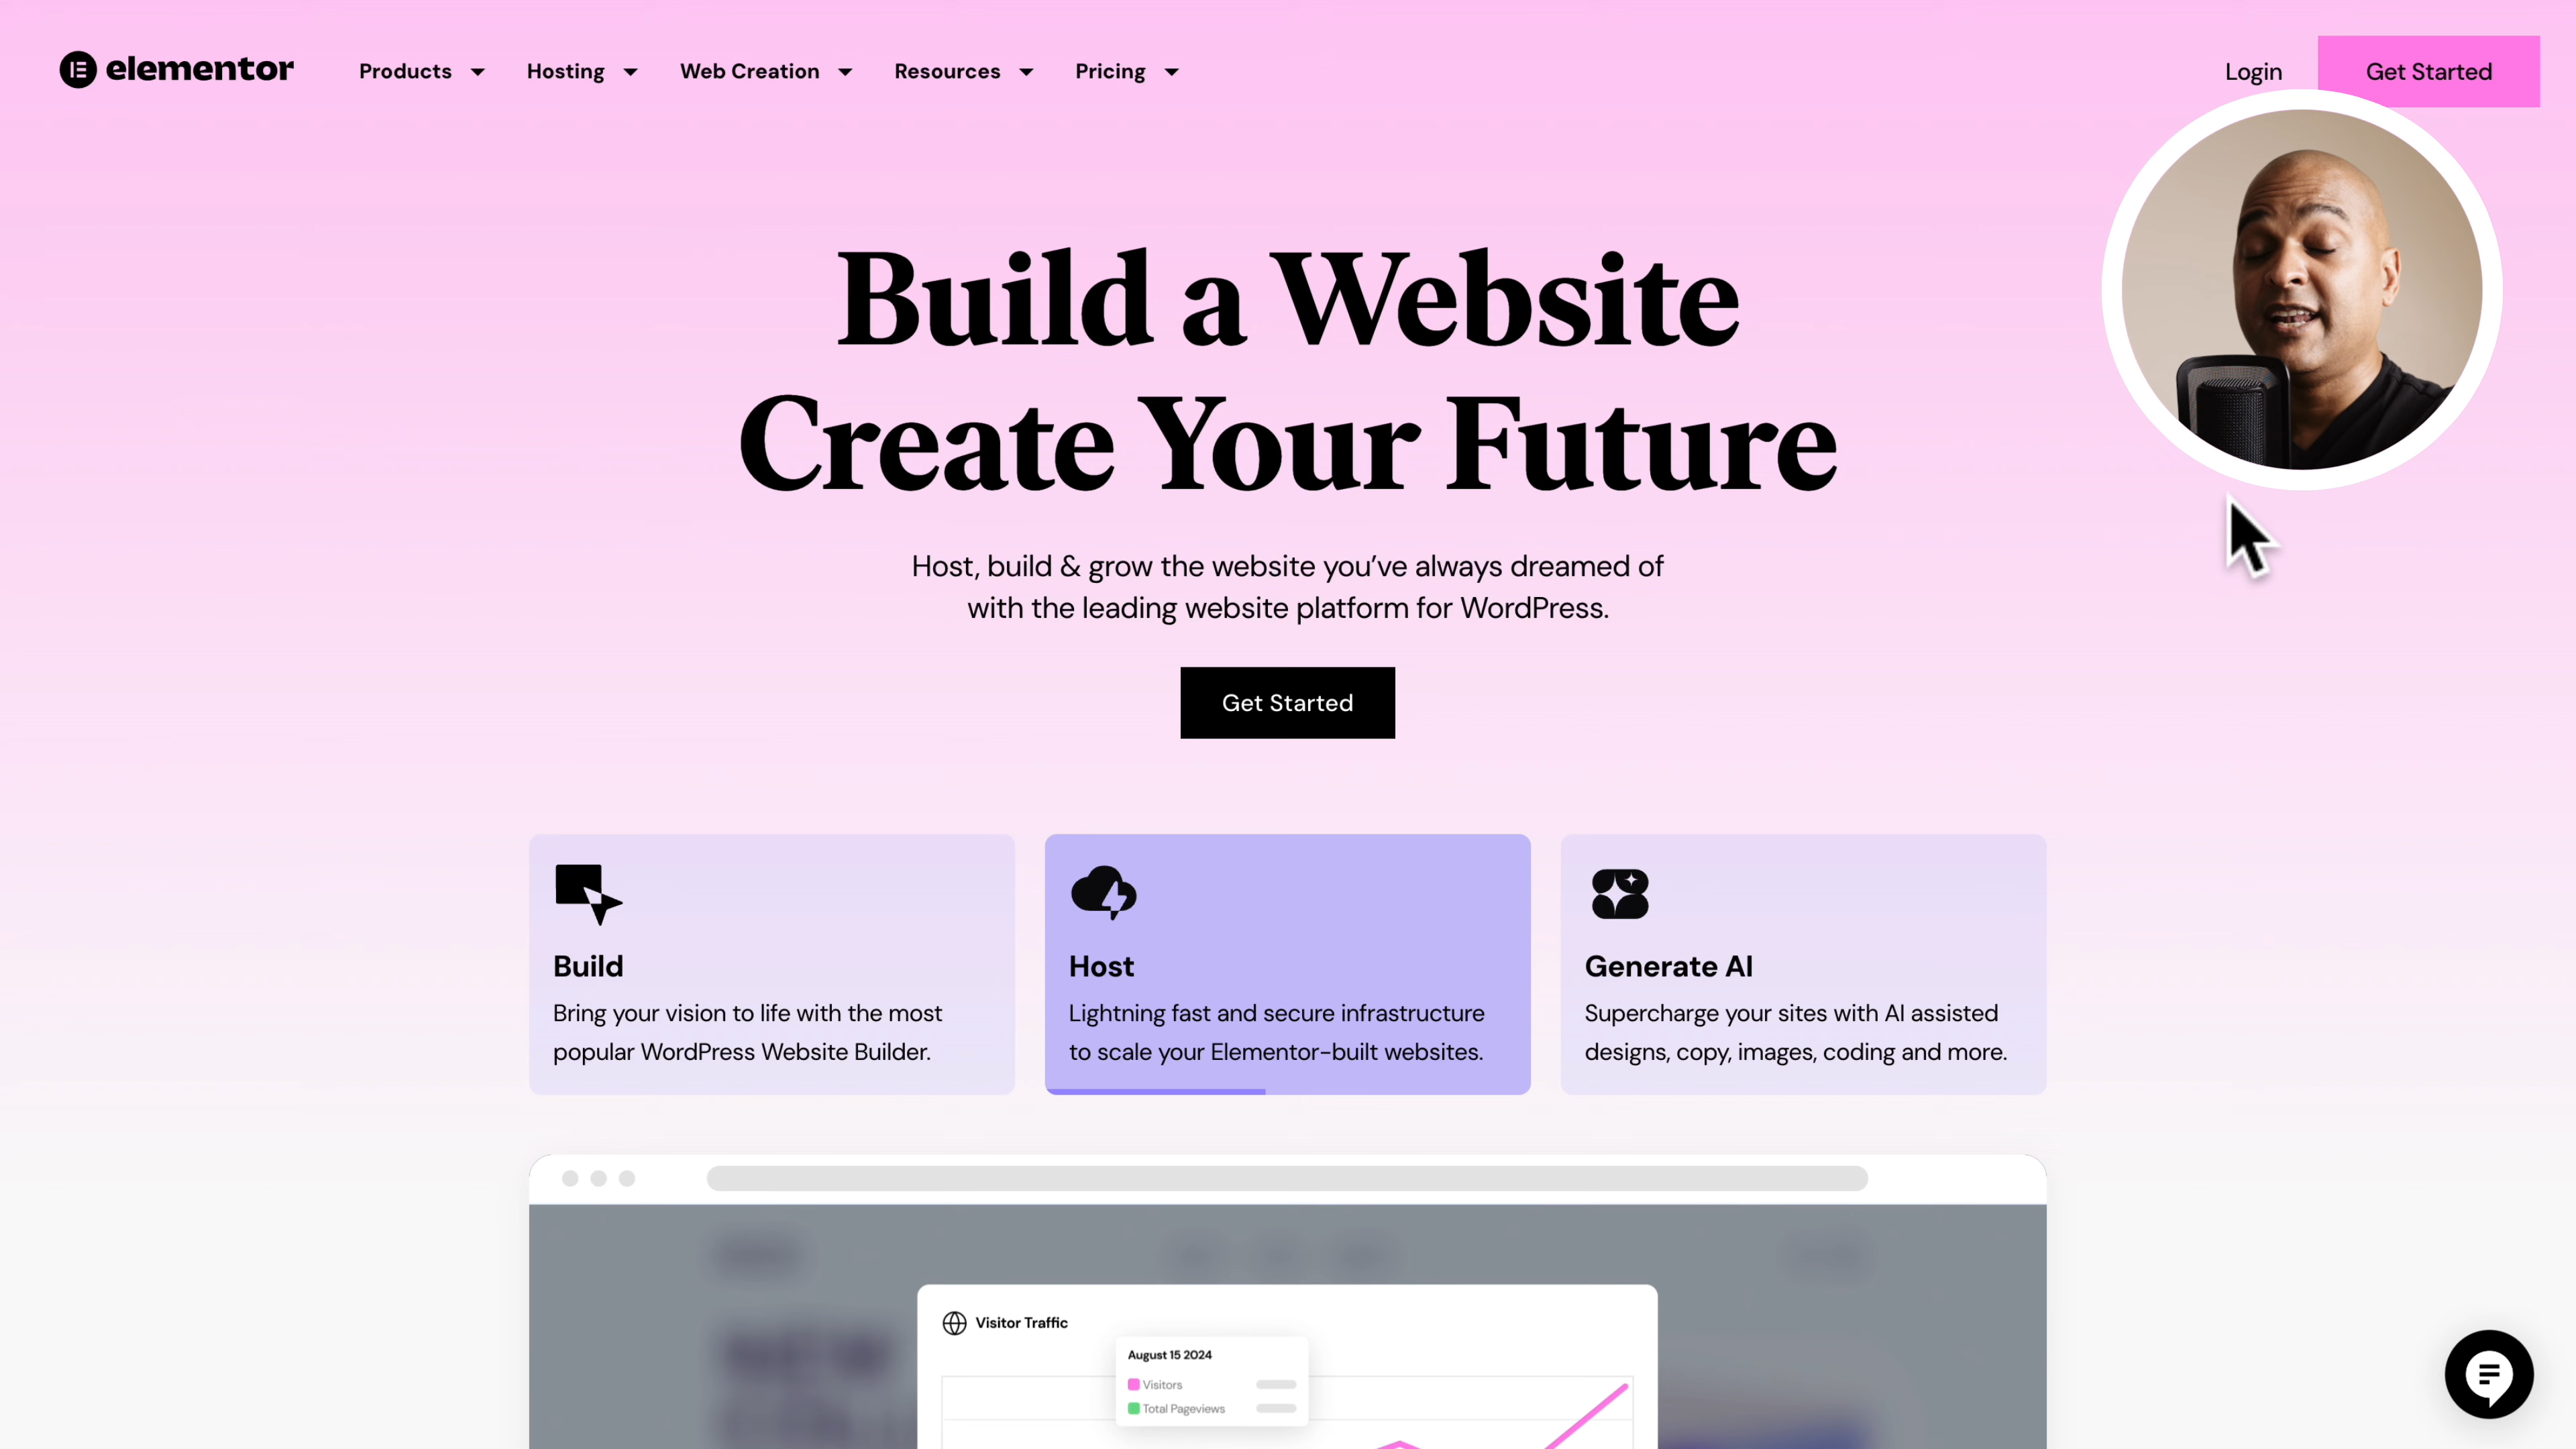 elementor
Products
Hosting
Web Creation
Resources
Pricing
Login
Get Started
Build a Website
Create Your Future
Host, build & grow the website you’ve always dreamed of
with the leading website platform for WordPress.
Get Started
Build
Bring your vision to life with the most
popular WordPress Website Builder.
Host
Lightning fast and secure infrastructure
to scale your Elementor-built websites.
Generate AI
Supercharge your sites with AI assisted
designs, copy, images, coding and more.
Visitor Traffic
August 15 2024
Visitors
Total Pageviews